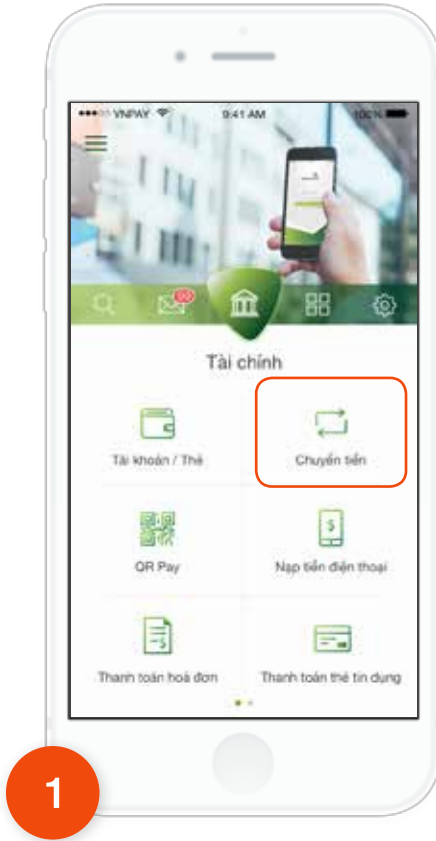 VNPAY
9:41 AM
100%
Tài chính
Tài khoản / Thẻ
Chuyển tiền
QR Pay
Nạp tiền điện thoại
Thanh toán hoá đơn
Thanh toán thẻ tín dụng
1